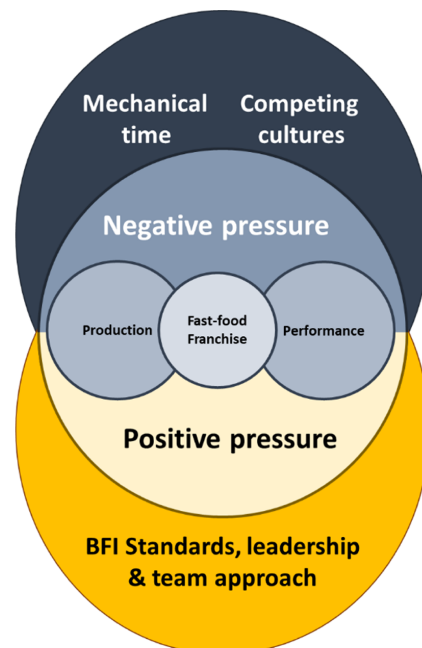 Mechanical
time
Competing
cultures
Negative pressure
Production
Fast-food
Franchise
Performance
Positive pressure
BFI Standards, leadership
& team approach